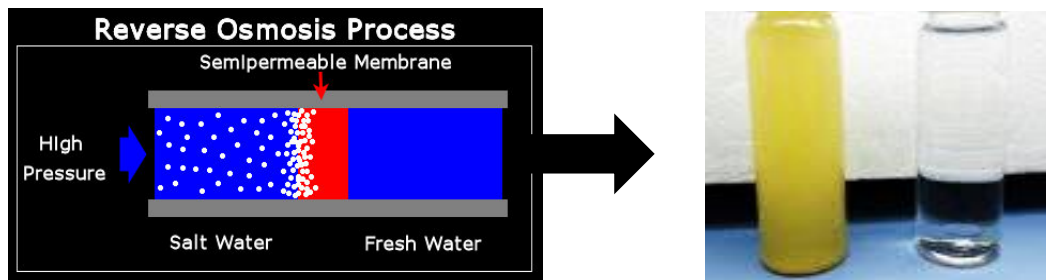 Reverse Osmosis Process
Semipermeable Membrane
High
Pressure
Salt Water
Fresh Water